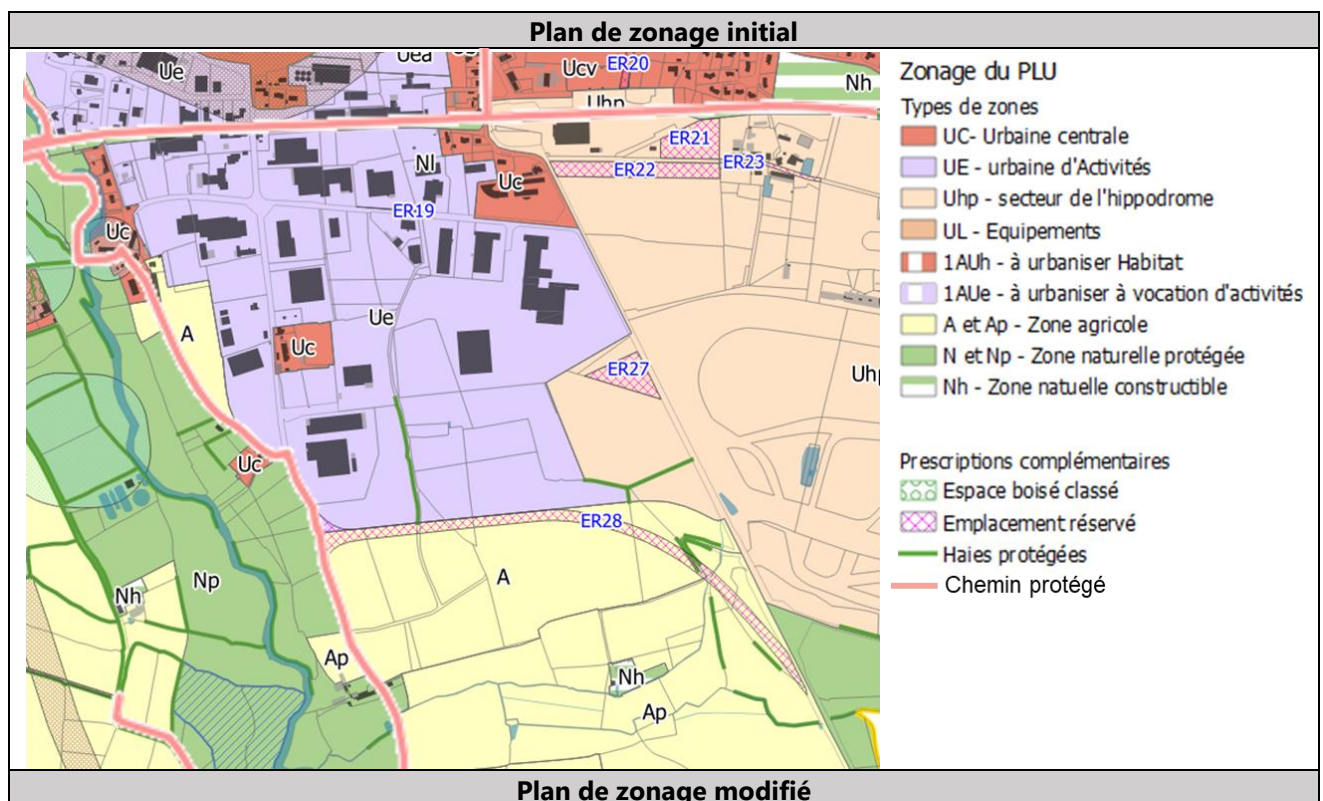 Plan de zonage initial
Ue
Uea
Ucv
ER20
Nh
Uhp
ER21
Nl
ER22
ER23
Uc
ER19
Uc
A
Ue
Uc
ER27
Uhp
Uc
ER28
A
Np
Nh
Ap
Nh
Ap
Zonage du PLU
Types de zones
UC- Urbaine centrale
UE - urbaine d'Activités
Uhp - secteur de l'hippodrome
UL - Equipements
1AUh - à urbaniser Habitat
1AUe - à urbaniser à vocation d'activités
A et Ap - Zone agricole
N et Np - Zone naturelle protégée
Nh - Zone natuelle constructible
Prescriptions complémentaires
Espace boisé classé
Emplacement réservé
Haies protégées
Chemin protégé
Plan de zonage modifié